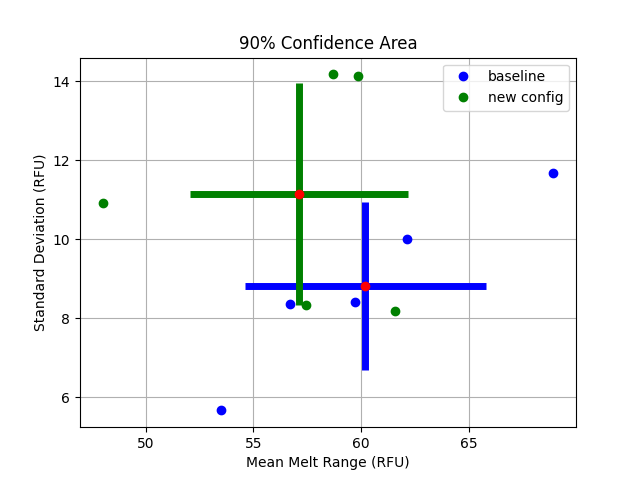 90% Confidence Area
baseline
new config
Standard Deviation (RFU)
14
12
10
8
6
50 55 60 65
Mean Melt Range (RFU)